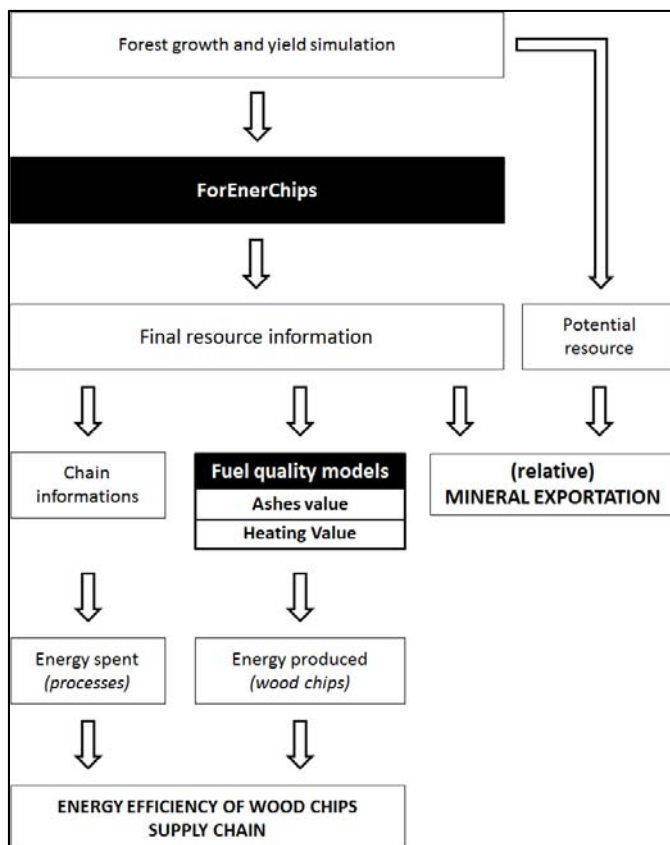 Forest growth and yield simulation
ForEnerChips
Final resource information
Potential
resource
Chain
informations
Fuel quality models
Ashes value
Heating Value
(relative)
MINERAL EXPORTATION
Energy spent
(processes)
Energy produced
(wood chips)
ENERGY EFFICIENCY OF WOOD CHIPS
SUPPLY CHAIN